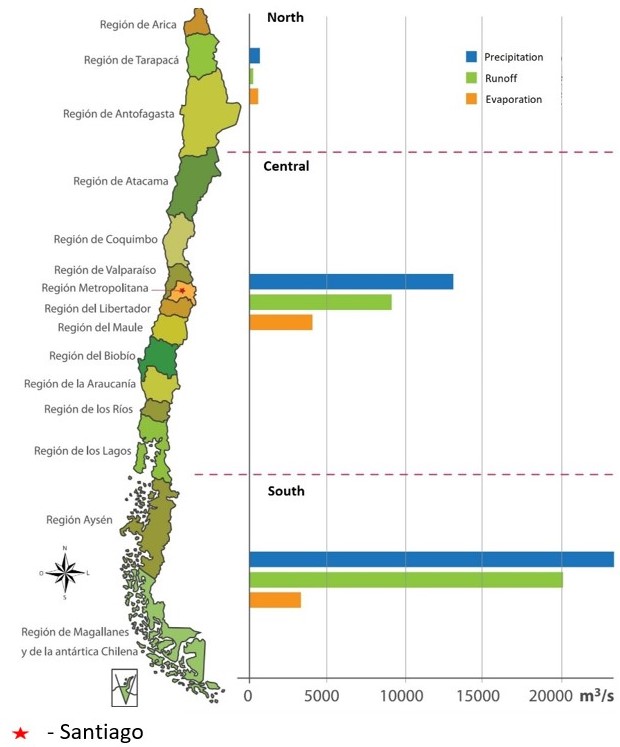 North
Región de Arica
Región de Tarapacá
Precipitation
Runoff
Evaporation
Región de Antofagasta
Central
Región de Atacama
Región de Coquimbo
Región de Valparaíso
Región Metropolitana
Región del Libertador
Región del Maule
Región del Biobío
Región de la Araucanía
Región de los Ríos
Región de los Lagos
South
Región Aysén
N
O L
S
Región de Magallanes
y de la antártica Chilena
0 5000 10000 15000 20000 m³/s
- Santiago